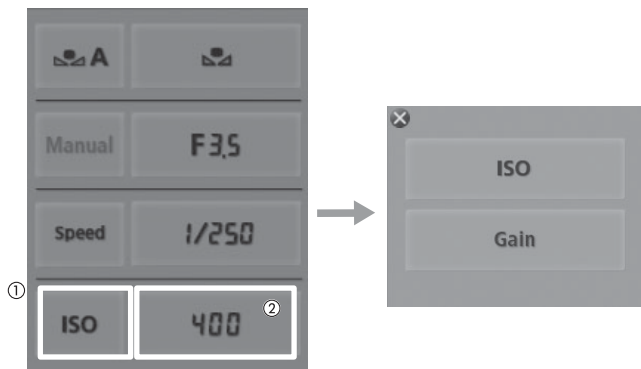 A
Manual F3.5
Speed 1/250
① ISO 400 ②
ISO
Gain